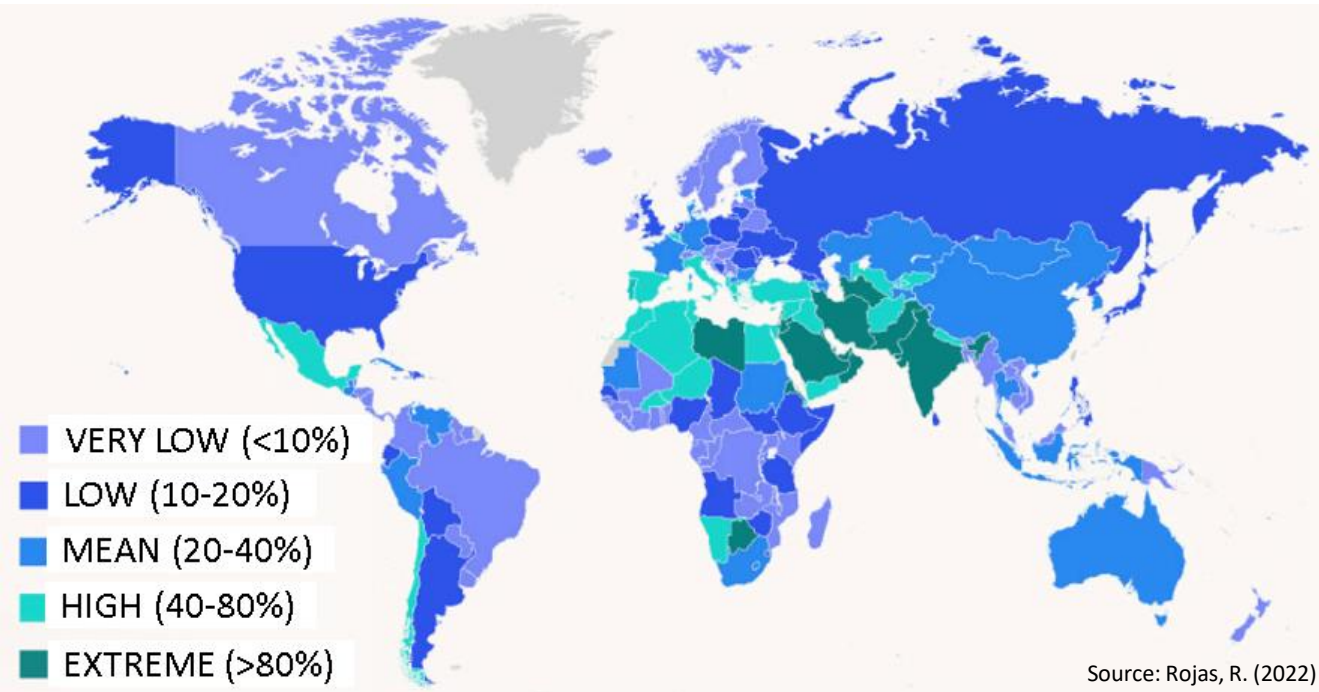 VERY LOW (<10%)
LOW (10-20%)
MEAN (20-40%)
HIGH (40-80%)
EXTREME (>80%)
Source: Rojas, R. (2022)